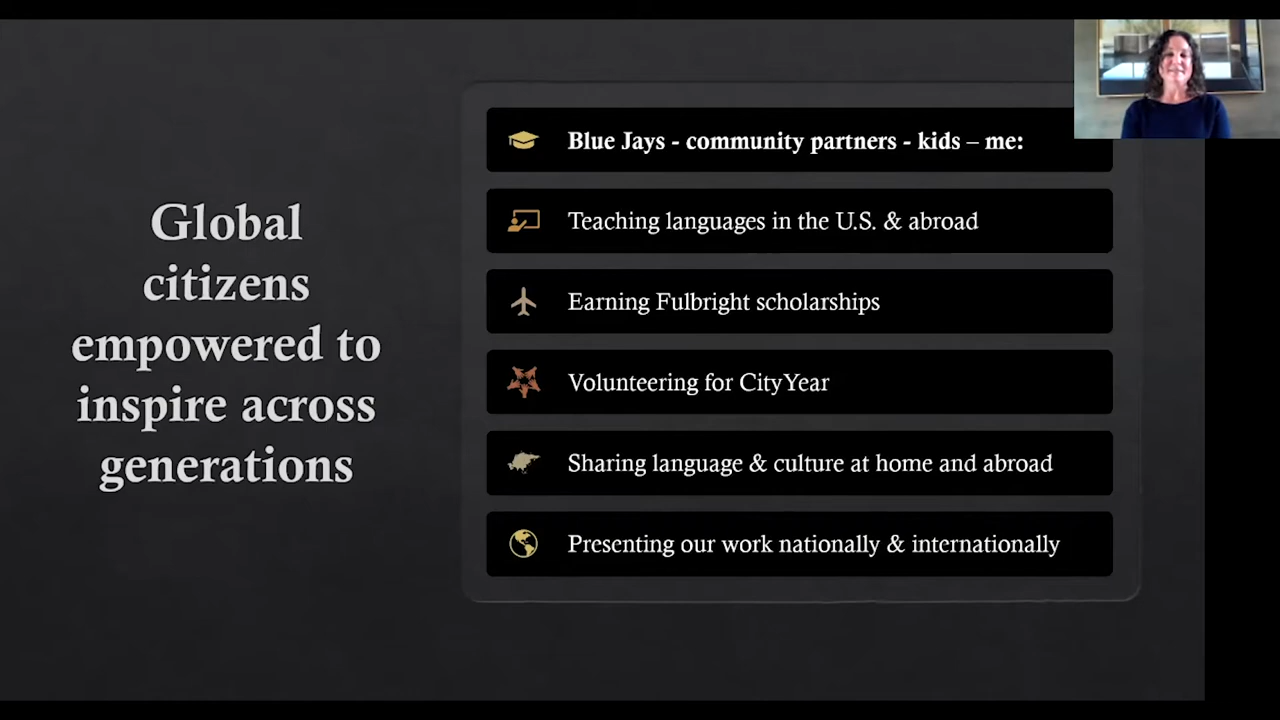 Global
citizens
empowered to
inspire across
generations
Blue Jays - community partners - kids – me:
Teaching languages in the U.S. & abroad
Earning Fulbright scholarships
Volunteering for CityYear
Sharing language & culture at home and abroad
Presenting our work nationally & internationally